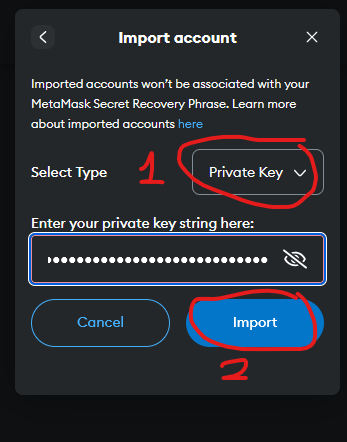 Import account
Imported accounts won't be associated with your
MetaMask Secret Recovery Phrase. Learn more
about imported accounts here
Select Type 1 Private Key
Enter your private key string here:
••••••••••••••••••••••••••••
Cancel Import
2